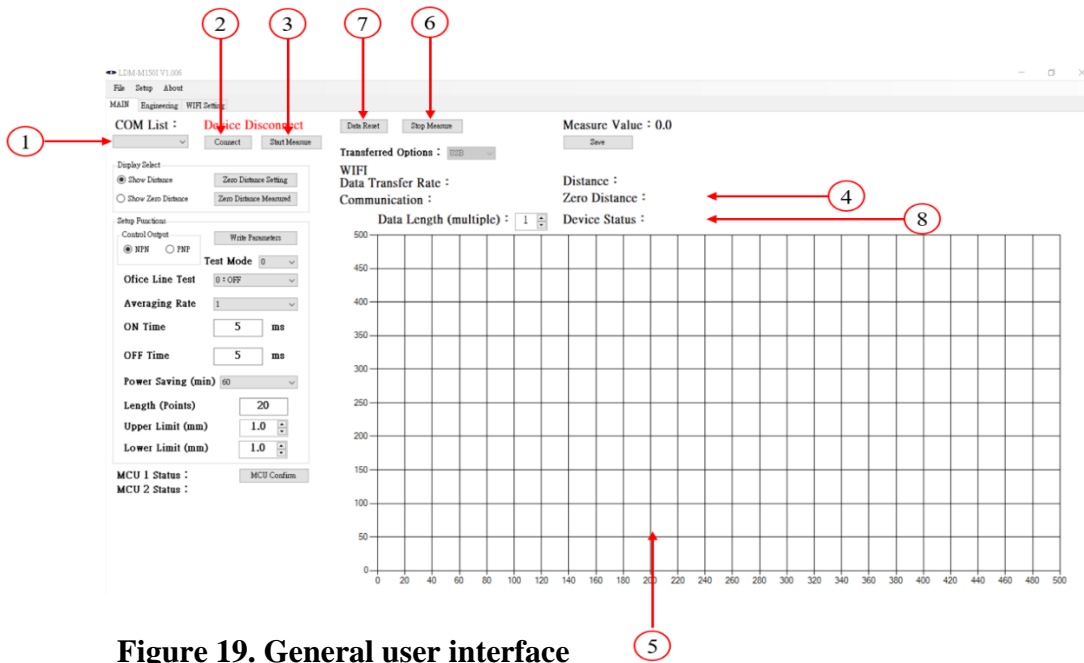 2 3 7 6
LDM-M1501 V1.006
File Setup About
MAIN Engineering WIFI Setting
COM List : Device Disconnect Data Reset Stop Measure Measure Value : 0.0
1 Connect Start Measure Save
Transferred Options : USB
Display Select
Show Distance Zero Distance Setting
Show Zero Distance Zero Distance Measured
WIFI
Data Transfer Rate : Distance :
Communication : Zero Distance : 4
Data Length (multiple) : 1 Device Status : 8
Setup Functions
Control Output Write Parameters
NPN PNP
Test Mode 0
Ofice Line Test 0 : OFF
Averaging Rate 1
ON Time 5 ms
OFF Time 5 ms
Power Saving (min) 60
Length (Points) 20
Upper Limit (mm) 1.0
Lower Limit (mm) 1.0
MCU 1 Status : MCU Confirm
MCU 2 Status :
500
450
400
350
300
250
200
150
100
50
0
0 20 40 60 80 100 120 140 160 180 200 220 240 260 280 300 320 340 360 380 400 420 440 460 480 500
5
Figure 19. General user interface